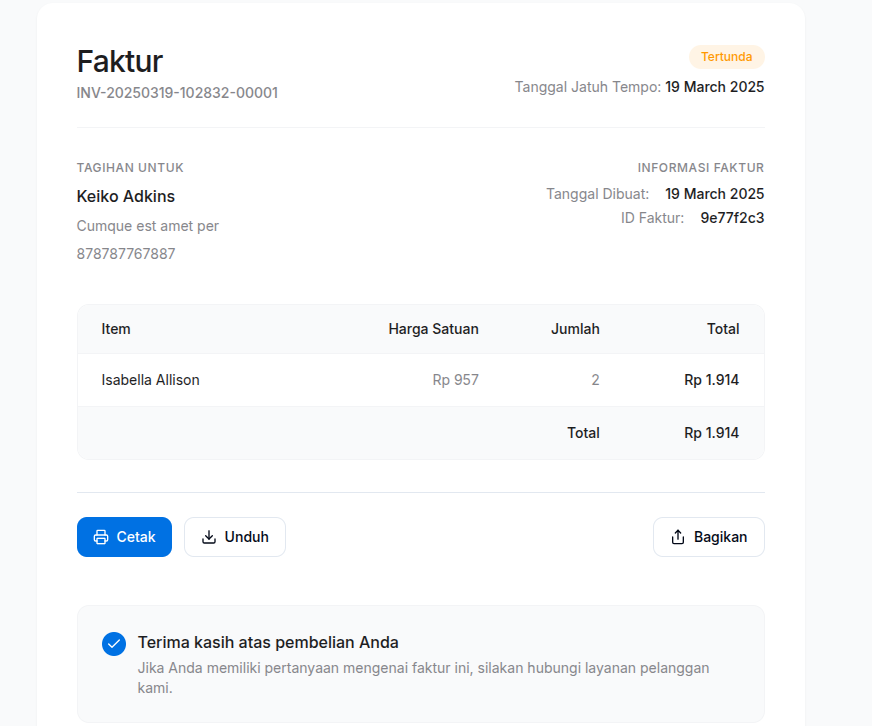 Faktur
Tertunda
INV-20250319-102832-00001
Tanggal Jatuh Tempo: 19 March 2025
TAGIHAN UNTUK
INFORMASI FAKTUR
Keiko Adkins
Tanggal Dibuat: 19 March 2025
Cumque est amet per
ID Faktur: 9e77f2c3
878787767887
Item Harga Satuan Jumlah Total
Isabella Allison Rp 957 2 Rp 1.914
Total Rp 1.914
Cetak Unduh Bagikan
Terima kasih atas pembelian Anda
Jika Anda memiliki pertanyaan mengenai faktur ini, silakan hubungi layanan pelanggan
kami.